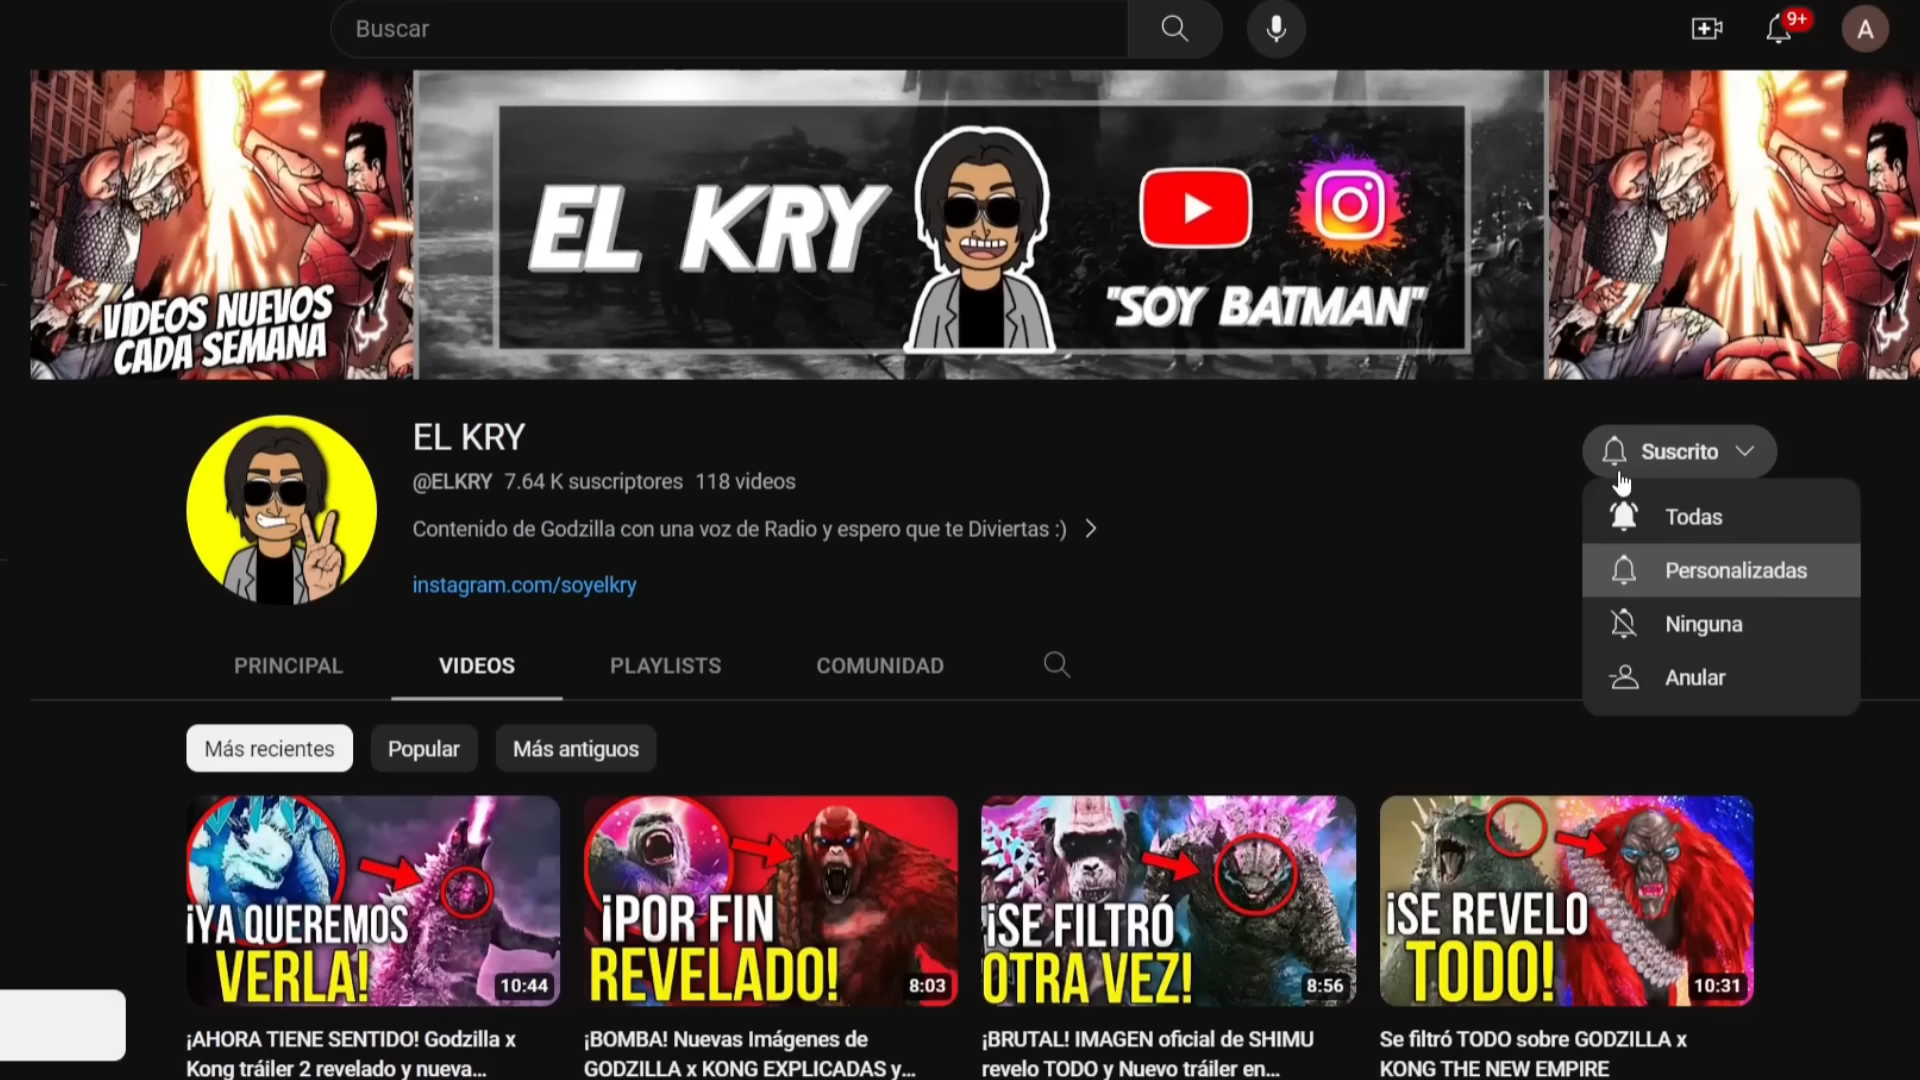 Buscar
9+
A
VÍDEOS NUEVOS
CADA SEMANA
EL KRY
"SOY BATMAN"
EL KRY
@ELKRY 7.64 K suscriptores 118 videos
Contenido de Godzilla con una voz de Radio y espero que te Diviertas :)
instagram.com/soyelkry
Suscrito
Todas
Personalizadas
Ninguna
Anular
PRINCIPAL
VIDEOS
PLAYLISTS
COMUNIDAD
Más recientes
Popular
Más antiguos
¡YA QUEREMOS
VERLA!
10:44
¡POR FIN
REVELADO!
8:03
¡SE FILTRÓ
OTRA VEZ!
8:56
¡SE REVELO
TODO!
10:31
¡AHORA TIENE SENTIDO! Godzilla x
Kong tráiler 2 revelado y nueva...
¡BOMBA! Nuevas Imágenes de
GODZILLA x KONG EXPLICADAS y...
¡BRUTAL! IMAGEN oficial de SHIMU
revelo TODO y Nuevo tráiler en...
Se filtró TODO sobre GODZILLA x
KONG THE NEW EMPIRE